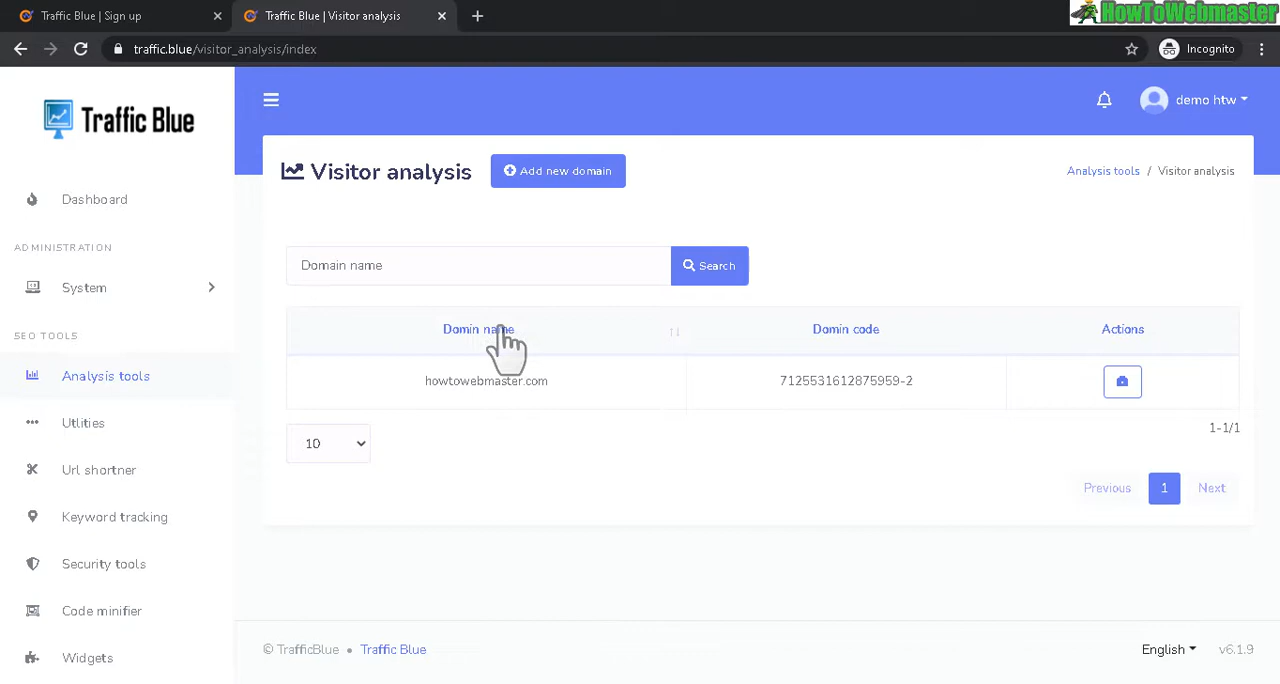 Traffic Blue | Sign up
Traffic Blue | Visitor analysis
HowToWebmaster
traffic.blue/visitor_analysis/index
Incognito
Traffic Blue
demo htw
Visitor analysis
Add new domain
Analysis tools / Visitor analysis
Dashboard
ADMINISTRATION
System
SEO TOOLS
Analysis tools
Utlities
Url shortner
Keyword tracking
Security tools
Code minifier
Widgets
Domain name
Search
Domin name
Domin code
Actions
howtowebmaster.com
7125531612875959-2
10
1-1/1
Previous
1
Next
© TrafficBlue • Traffic Blue
English
v6.1.9